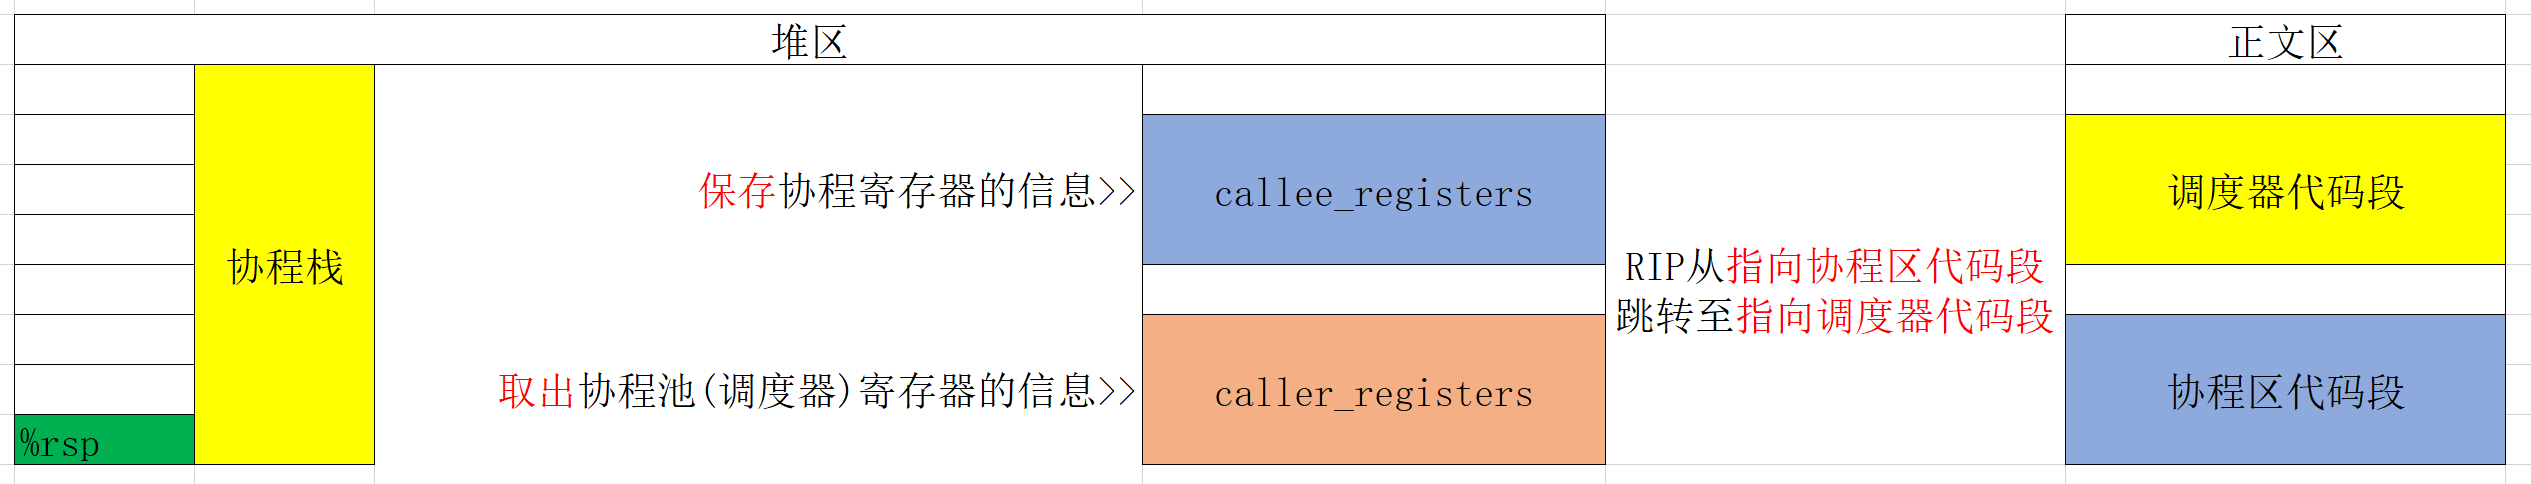 堆区
正文区
保存协程寄存器的信息>>
callee_registers
调度器代码段
协程栈
RIP从指向协程区代码段
跳转至指向调度器代码段
取出协程池(调度器)寄存器的信息>>
caller_registers
协程区代码段
%rsp